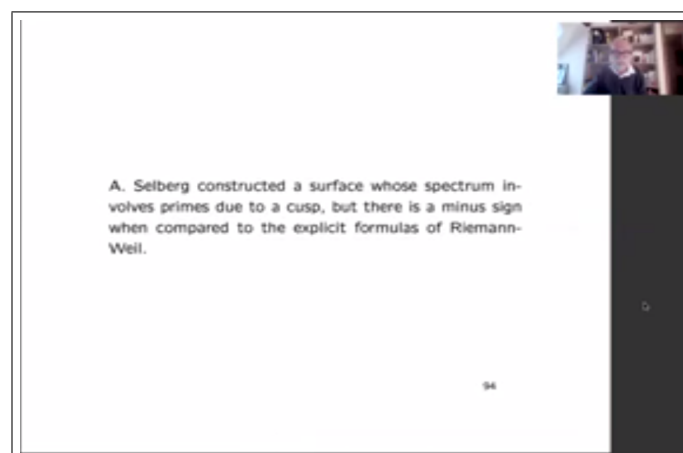 A. Selberg constructed a surface whose spectrum in-
volves primes due to a cusp, but there is a minus sign
when compared to the explicit formulas of Riemann-
Weil.
94